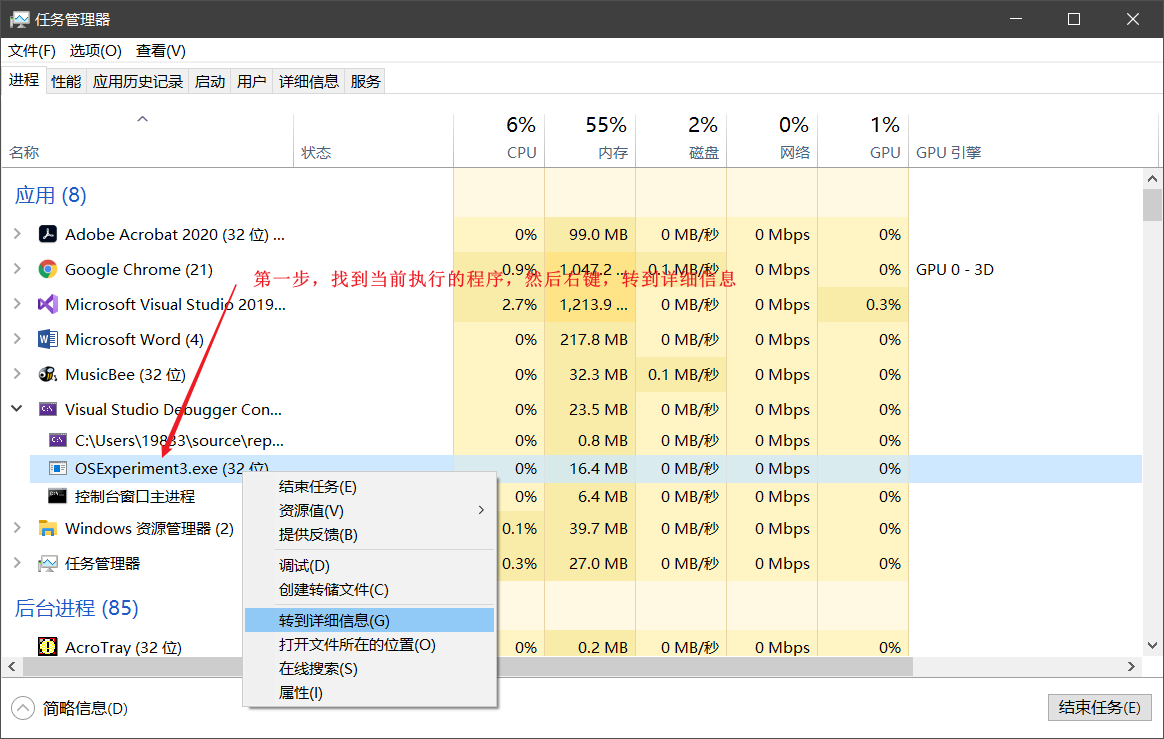 任务管理器
文件(F) 选项(O) 查看(V)
进程 性能 应用历史记录 启动 用户 详细信息 服务
6% 55% 2% 0% 1%
名称 状态 CPU 内存 磁盘 网络 GPU GPU 引擎
应用 (8)
Adobe Acrobat 2020 (32 位) ... 0% 99.0 MB 0 MB/秒 0 Mbps 0%
Google Chrome (21) 0.9% 1,047.2 ... 0.1 MB/秒 0 Mbps 0% GPU 0 - 3D
第一步，找到当前执行的程序，然后右键，转到详细信息
Microsoft Visual Studio 2019... 2.7% 1,213.9 ... 0 MB/秒 0 Mbps 0.3%
Microsoft Word (4) 0% 217.8 MB 0 MB/秒 0 Mbps 0%
MusicBee (32 位) 0% 32.3 MB 0.1 MB/秒 0 Mbps 0%
Visual Studio Debugger Con... 0% 23.5 MB 0 MB/秒 0 Mbps 0%
C:\Users\19833\source\rep... 0% 0.8 MB 0 MB/秒 0 Mbps 0%
OSExperiment3.exe (32 位) 0% 16.4 MB 0 MB/秒 0 Mbps 0%
控制台窗口主进程 0% 6.4 MB 0 MB/秒 0 Mbps 0%
Windows 资源管理器 (2) 0.1% 39.7 MB 0 MB/秒 0 Mbps 0%
任务管理器 0.3% 27.0 MB 0 MB/秒 0 Mbps 0%
后台进程 (85)
AcroTray (32 位) 0% 0.2 MB 0 MB/秒 0 Mbps 0%
结束任务(E)
资源值(V)
提供反馈(B)
调试(D)
创建转储文件(C)
转到详细信息(G)
打开文件所在的位置(O)
在线搜索(S)
属性(I)
简略信息(D) 结束任务(E)